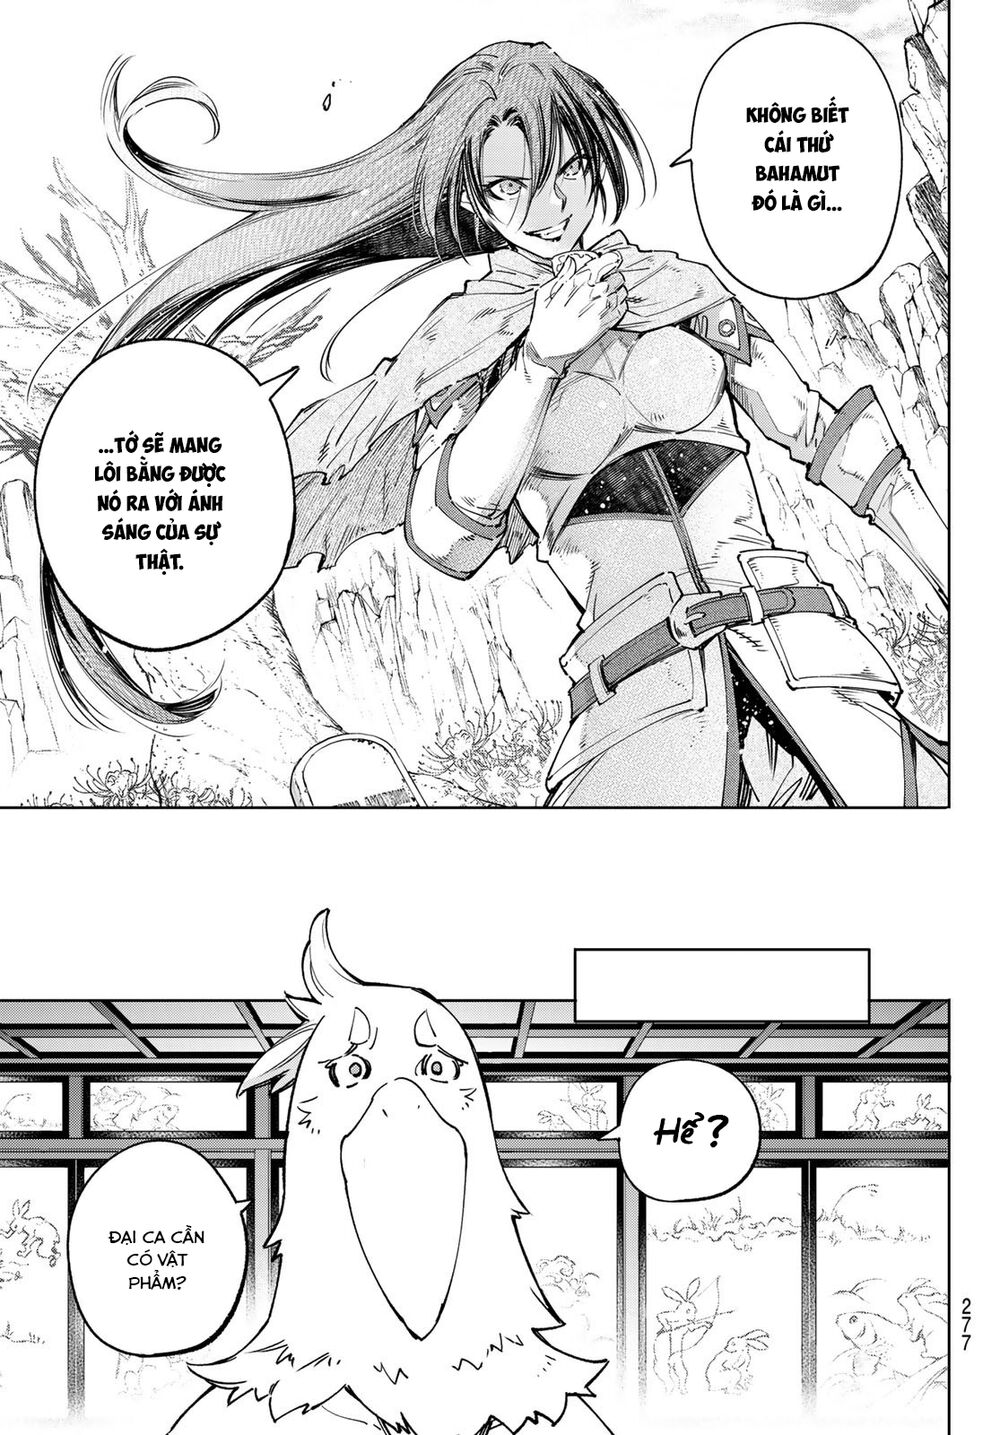 KHÔNG BIẾT
CÁI THỨ
BAHAMUT
ĐÓ LÀ GÌ...
...TỚ SẼ MANG
LÔI BẰNG ĐƯỢC
NÓ RA VỚI ÁNH
SÁNG CỦA SỰ
THẬT.
HỂ?
ĐẠI CA CẦN
CÓ VẬT
PHẨM?
277